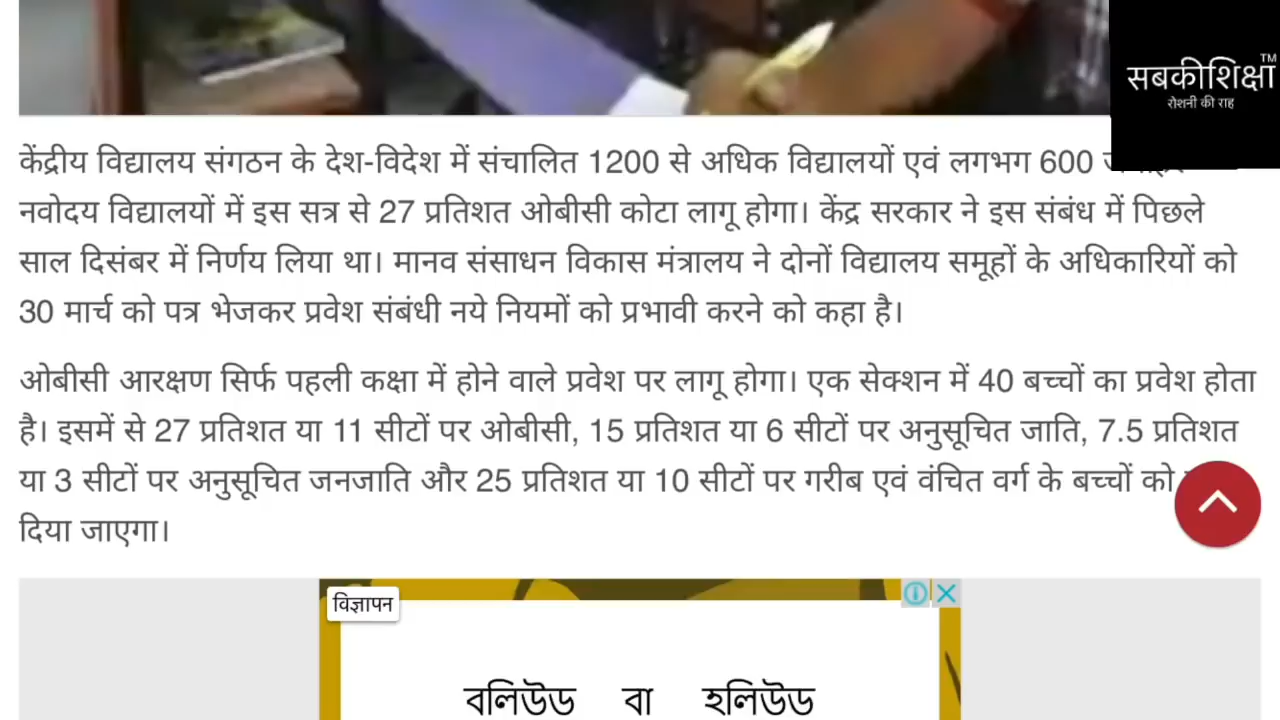 सबकीशिक्षा TM
रोशनी की राह
केंद्रीय विद्यालय संगठन के देश-विदेश में संचालित 1200 से अधिक विद्यालयों एवं लगभग 600
नवोदय विद्यालयों में इस सत्र से 27 प्रतिशत ओबीसी कोटा लागू होगा। केंद्र सरकार ने इस संबंध में पिछले
साल दिसंबर में निर्णय लिया था। मानव संसाधन विकास मंत्रालय ने दोनों विद्यालय समूहों के अधिकारियों को
30 मार्च को पत्र भेजकर प्रवेश संबंधी नये नियमों को प्रभावी करने को कहा है।
ओबीसी आरक्षण सिर्फ पहली कक्षा में होने वाले प्रवेश पर लागू होगा। एक सेक्शन में 40 बच्चों का प्रवेश होता
है। इसमें से 27 प्रतिशत या 11 सीटों पर ओबीसी, 15 प्रतिशत या 6 सीटों पर अनुसूचित जाति, 7.5 प्रतिशत
या 3 सीटों पर अनुसूचित जनजाति और 25 प्रतिशत या 10 सीटों पर गरीब एवं वंचित वर्ग के बच्चों को
दिया जाएगा।
विज्ञापन
বলিউড বা হলিউড